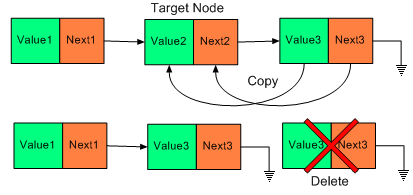 Target Node
Value1 Next1 Value2 Next2 Value3 Next3
Copy
Value1 Next1 Value3 Next3 Value3 Next3
Delete